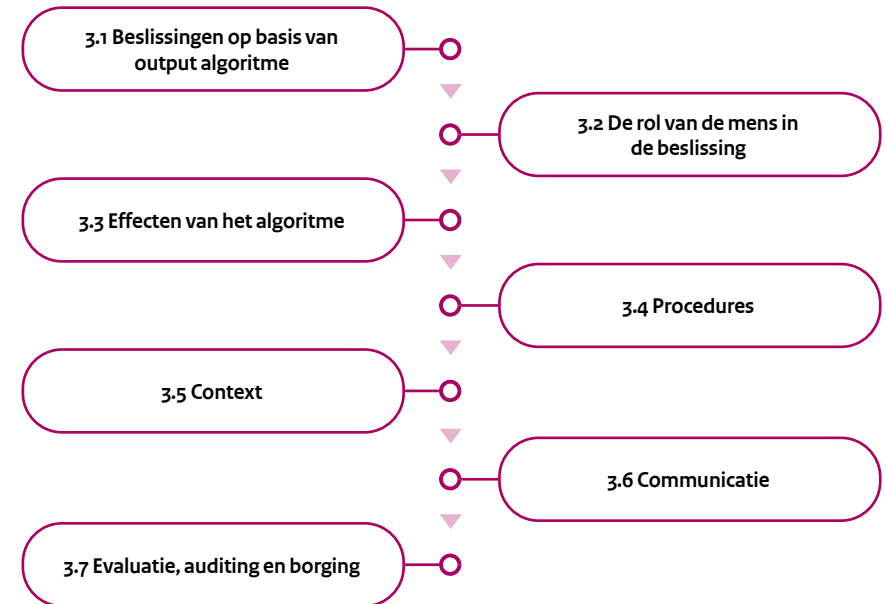 3.1 Beslissingen op basis van
output algoritme
3.2 De rol van de mens in
de beslissing
3.3 Effecten van het algoritme
3.4 Procedures
3.5 Context
3.6 Communicatie
3.7 Evaluatie, auditing en borging